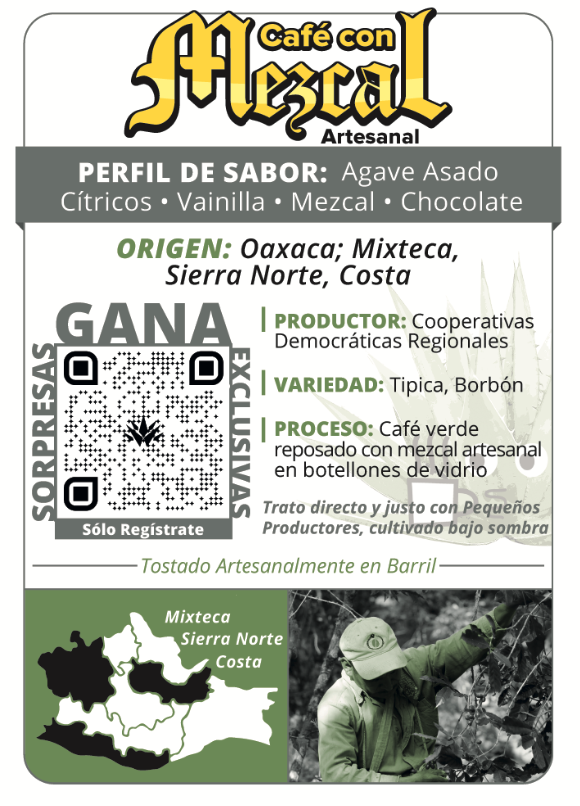 Café con
Mezcal
Artesanal
PERFIL DE SABOR: Agave Asado
Cítricos • Vainilla • Mezcal • Chocolate
ORIGEN: Oaxaca; Mixteca,
Sierra Norte, Costa
GANA
SORPRESAS
EXCLUSIVAS
Sólo Regístrate
PRODUCTOR: Cooperativas
Democráticas Regionales
VARIEDAD: Tipica, Borbón
PROCESO: Café verde
reposado con mezcal artesanal
en botellones de vidrio
Trato directo y justo con Pequeños
Productores, cultivado bajo sombra
Tostado Artesanalmente en Barril
Mixteca
Sierra Norte
Costa